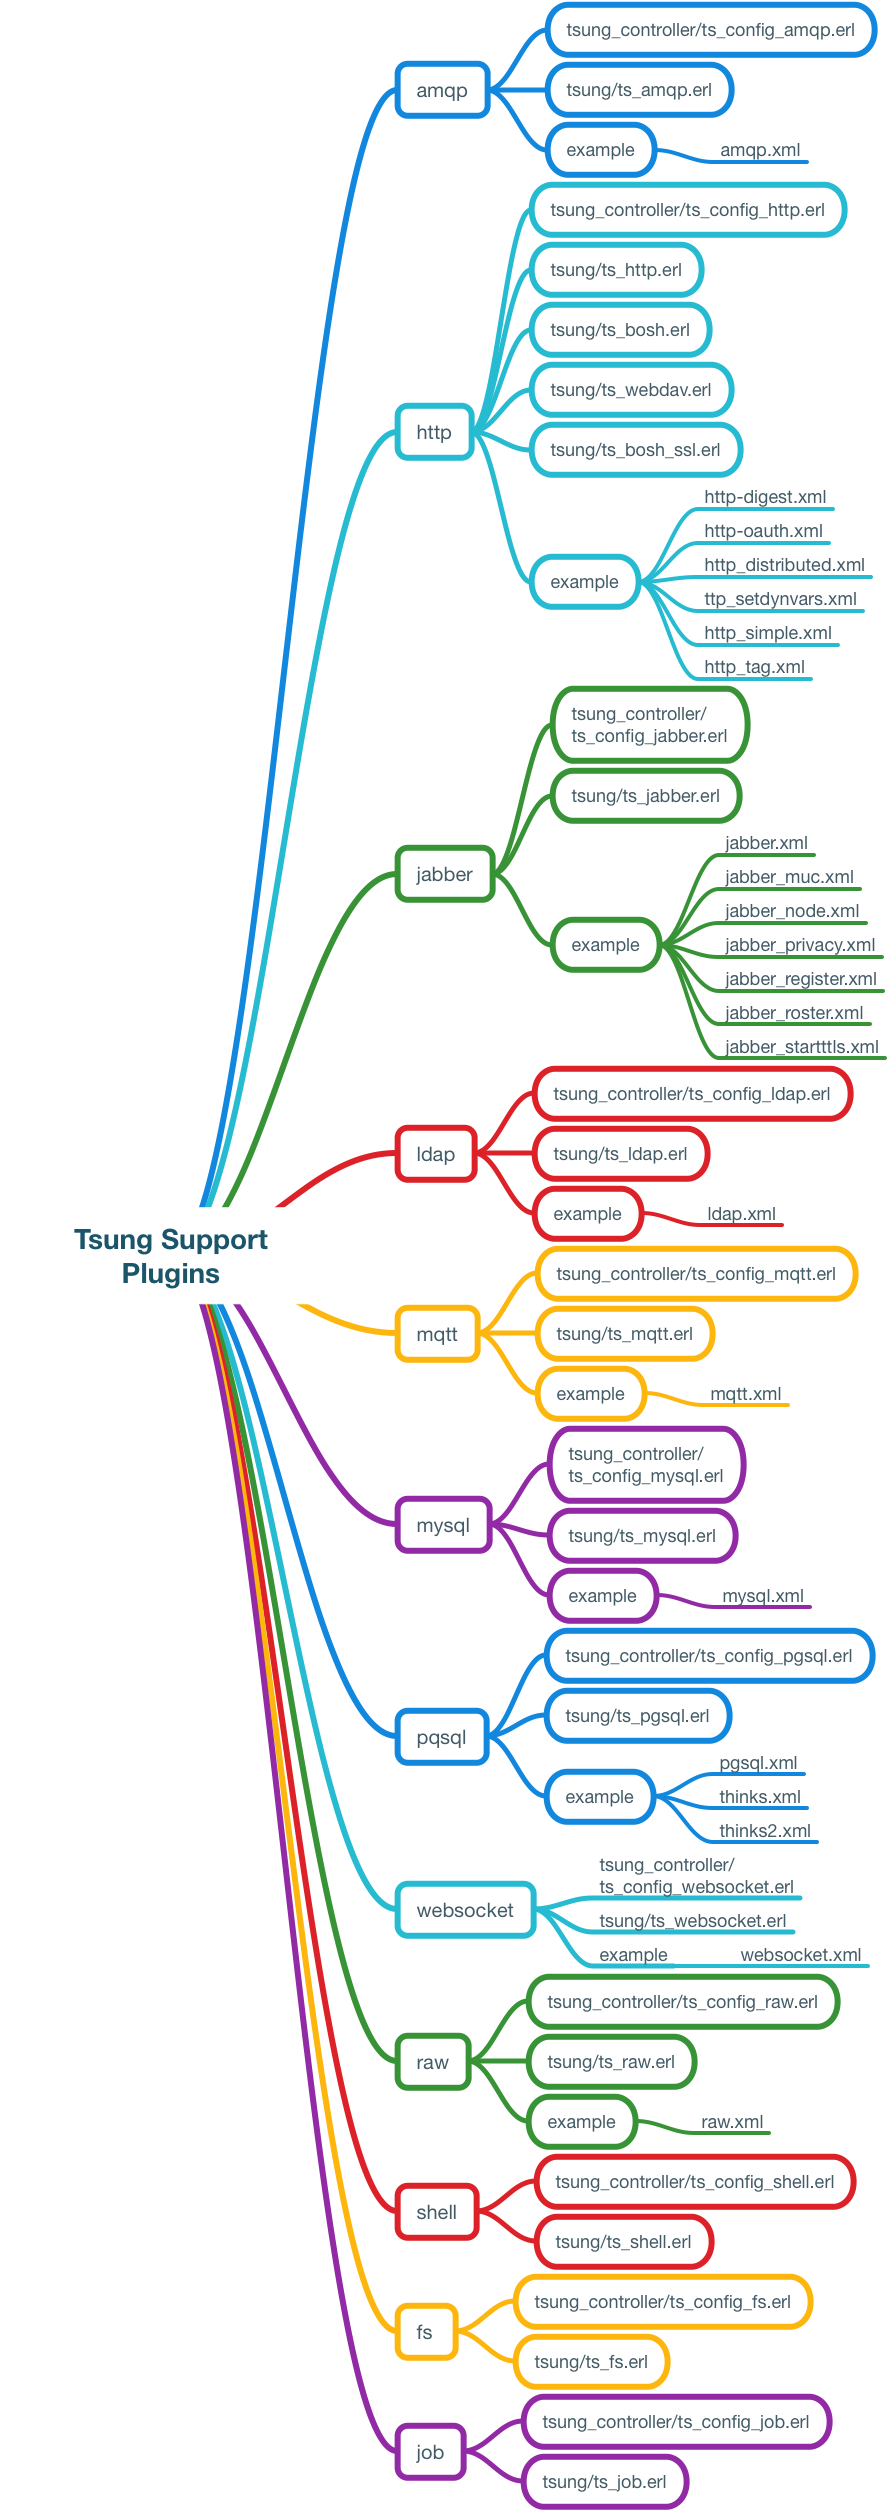 Tsung Support
Plugins
amqp
tsung_controller/ts_config_amqp.erl
tsung/ts_amqp.erl
example
amqp.xml
http
tsung_controller/ts_config_http.erl
tsung/ts_http.erl
tsung/ts_bosh.erl
tsung/ts_webdav.erl
tsung/ts_bosh_ssl.erl
example
http-digest.xml
http-oauth.xml
http_distributed.xml
ttp_setdynvars.xml
http_simple.xml
http_tag.xml
jabber
tsung_controller/
ts_config_jabber.erl
tsung/ts_jabber.erl
example
jabber.xml
jabber_muc.xml
jabber_node.xml
jabber_privacy.xml
jabber_register.xml
jabber_roster.xml
jabber_startttls.xml
ldap
tsung_controller/ts_config_ldap.erl
tsung/ts_ldap.erl
example
ldap.xml
mqtt
tsung_controller/ts_config_mqtt.erl
tsung/ts_mqtt.erl
example
mqtt.xml
mysql
tsung_controller/
ts_config_mysql.erl
tsung/ts_mysql.erl
example
mysql.xml
pqsql
tsung_controller/ts_config_pgsql.erl
tsung/ts_pgsql.erl
example
pgsql.xml
thinks.xml
thinks2.xml
websocket
tsung_controller/
ts_config_websocket.erl
tsung/ts_websocket.erl
example
websocket.xml
raw
tsung_controller/ts_config_raw.erl
tsung/ts_raw.erl
example
raw.xml
shell
tsung_controller/ts_config_shell.erl
tsung/ts_shell.erl
fs
tsung_controller/ts_config_fs.erl
tsung/ts_fs.erl
job
tsung_controller/ts_config_job.erl
tsung/ts_job.erl